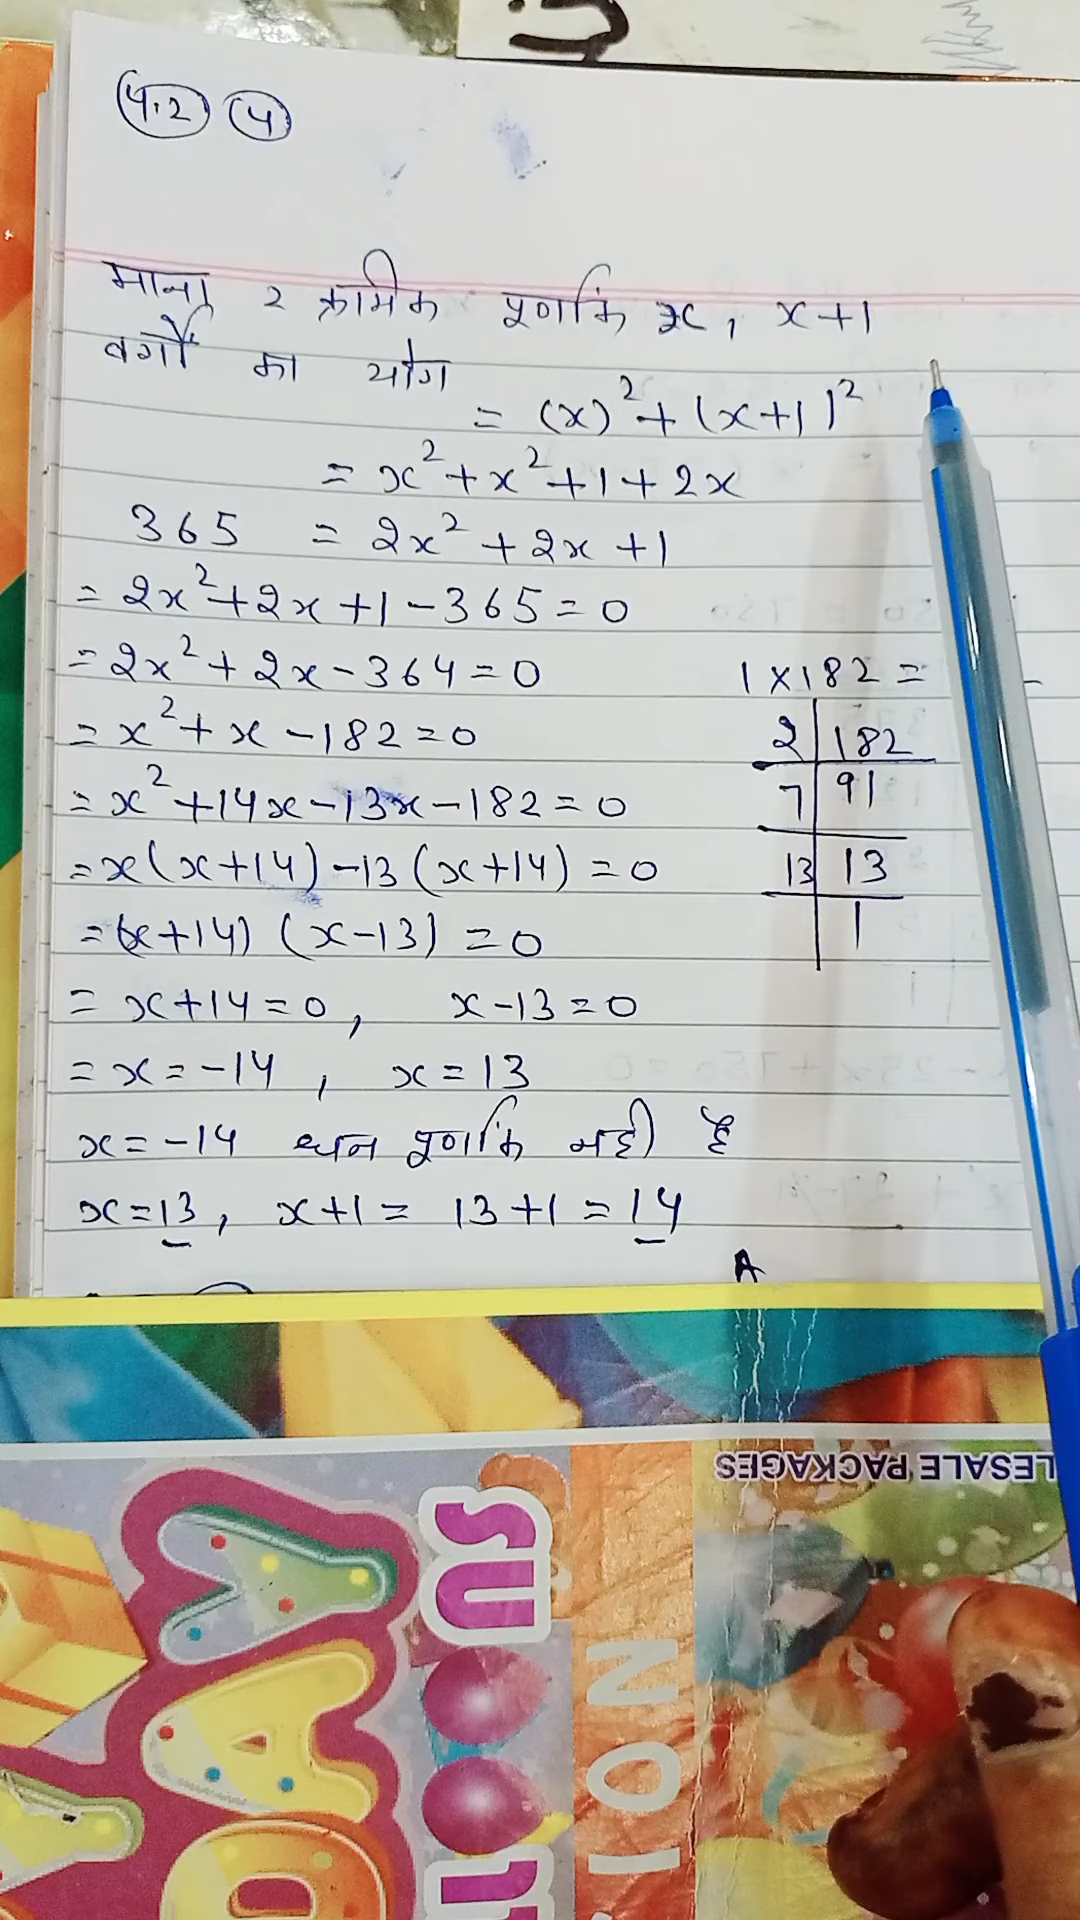 4.2 4
माना 2 क्रमिक पूर्णांक x, x+1
वर्गों का योग
= (x)² + (x+1)²
= x² + x² + 1 + 2x
365 = 2x² + 2x + 1
= 2x² + 2x + 1 - 365 = 0
= 2x² + 2x - 364 = 0
= x² + x - 182 = 0
= x² + 14x - 13x - 182 = 0
= x(x+14) - 13(x+14) = 0
= (x+14) (x-13) = 0
= x+14 = 0, x-13 = 0
= x = -14, x = 13
x = -14 धन पूर्णांक नही है
x = 13, x+1 = 13+1 = 14
A
1 x 182 =
2 | 182
7 | 91
13 | 13
| 1
LESALE PACKAGES
SU
ION
DAY